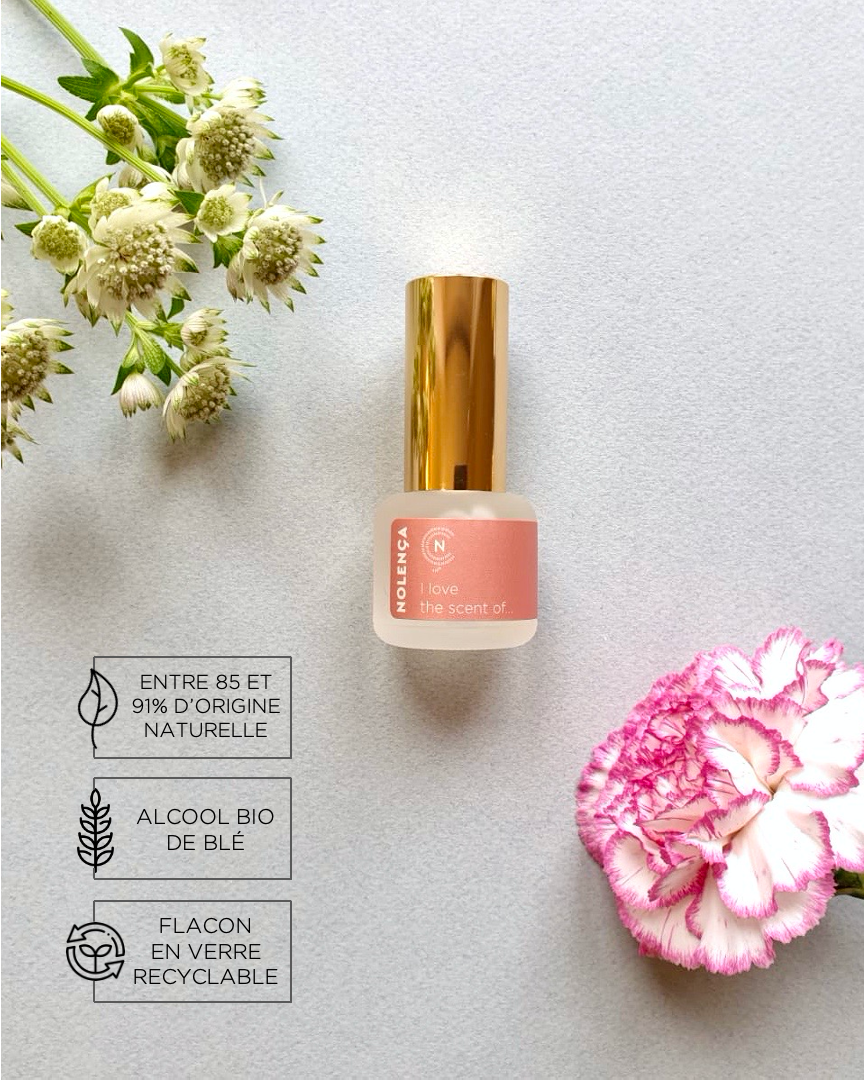 NOLENÇA
N
I love
the scent of...
ENTRE 85 ET
91% D'ORIGINE
NATURELLE
ALCOOL BIO
DE BLÉ
FLACON
EN VERRE
RECYCLABLE